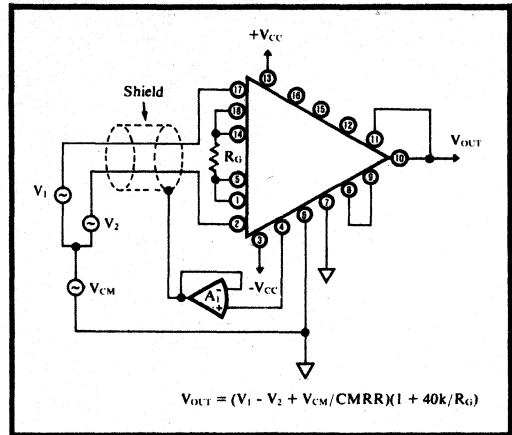 +VCC
Shield
13
17
18
14
RG
5
1
2
16
15
12
11
10
VOUT
9
8
7
6
4
3
-VCC
V1
V2
VCM
A1
-
+
VOUT = (V1 - V2 + VCM/CMRR)(1 + 40k/RG)